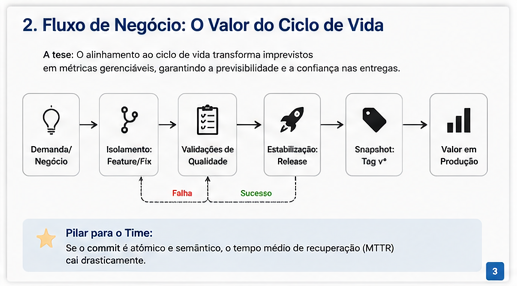 2. Fluxo de Negócio: O Valor do Ciclo de Vida
A tese: O alinhamento ao ciclo de vida transforma imprevistos
em métricas gerenciáveis, garantindo a previsibilidade e a confiança nas entregas.
Demanda/
Negócio
Isolamento:
Feature/Fix
Validações de
Qualidade
Estabilização:
Release
Snapshot:
Tag v*
Valor em
Produção
Falha
Sucesso
Pilar para o Time:
Se o commit é atômico e semântico, o tempo médio de recuperação (MTTR)
cai drasticamente.
3